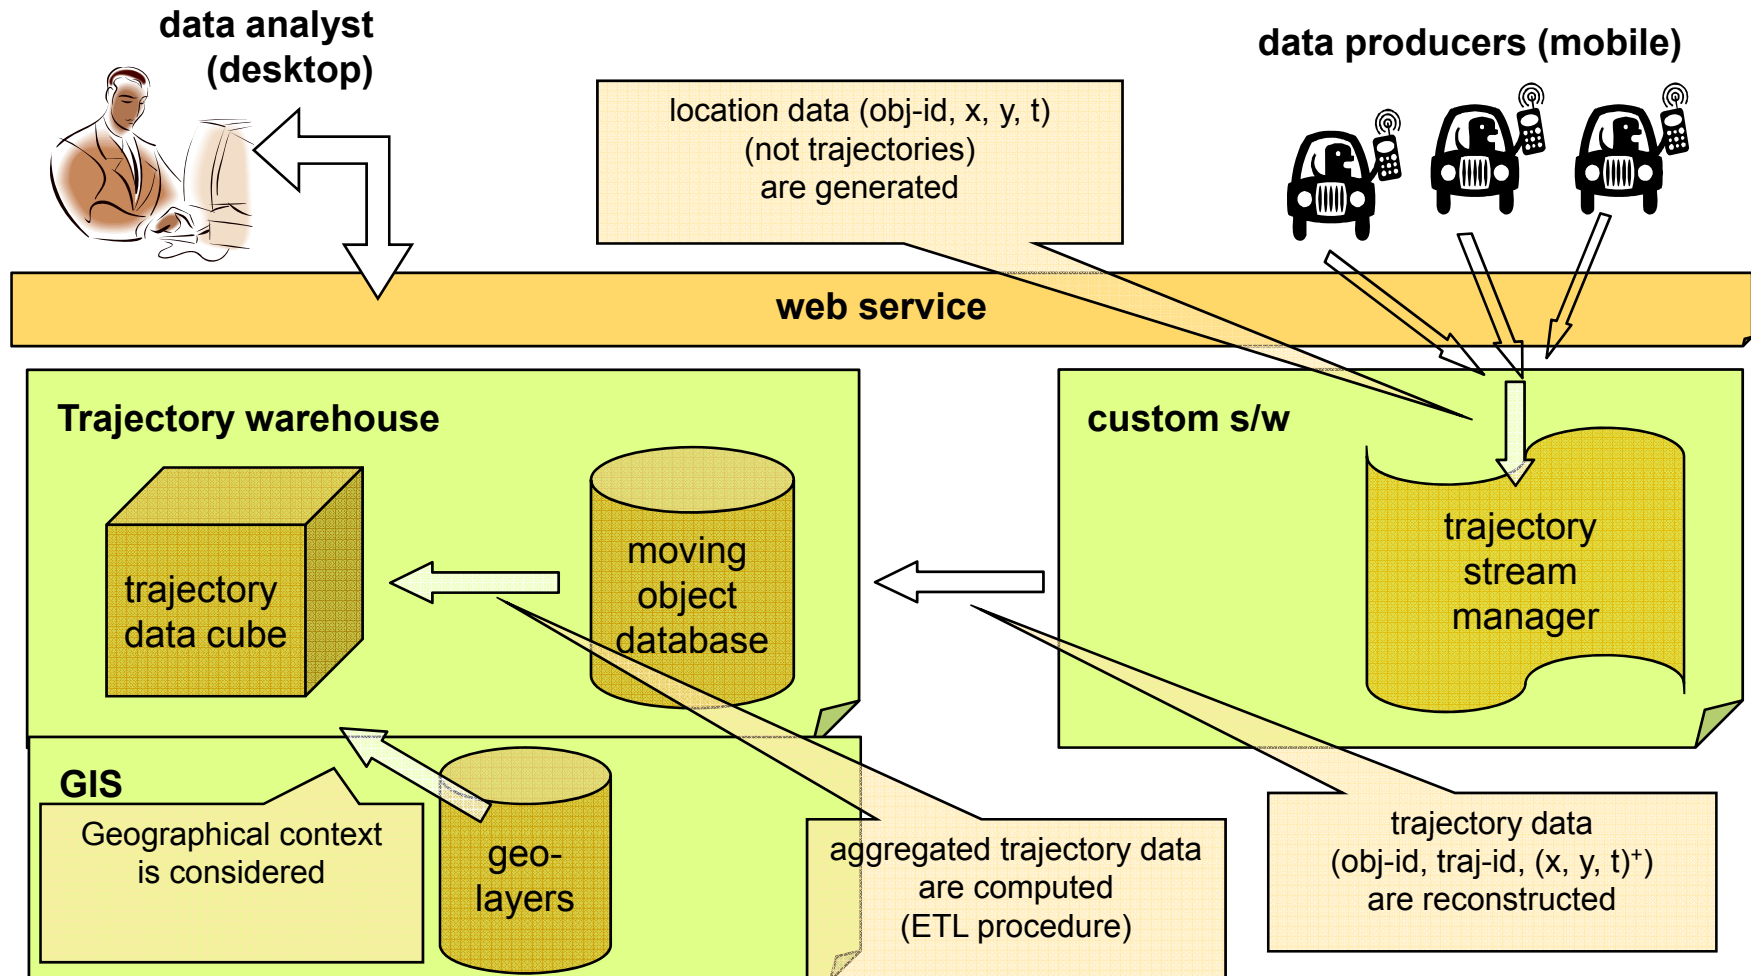 data analyst
(desktop)
data producers (mobile)
location data (obj-id, x, y, t)
(not trajectories)
are generated
web service
Trajectory warehouse
custom s/w
trajectory
data cube
moving
object
database
trajectory
stream
manager
GIS
Geographical context
is considered
geo-
layers
aggregated trajectory data
are computed
(ETL procedure)
trajectory data
(obj-id, traj-id, (x, y, t)⁺)
are reconstructed